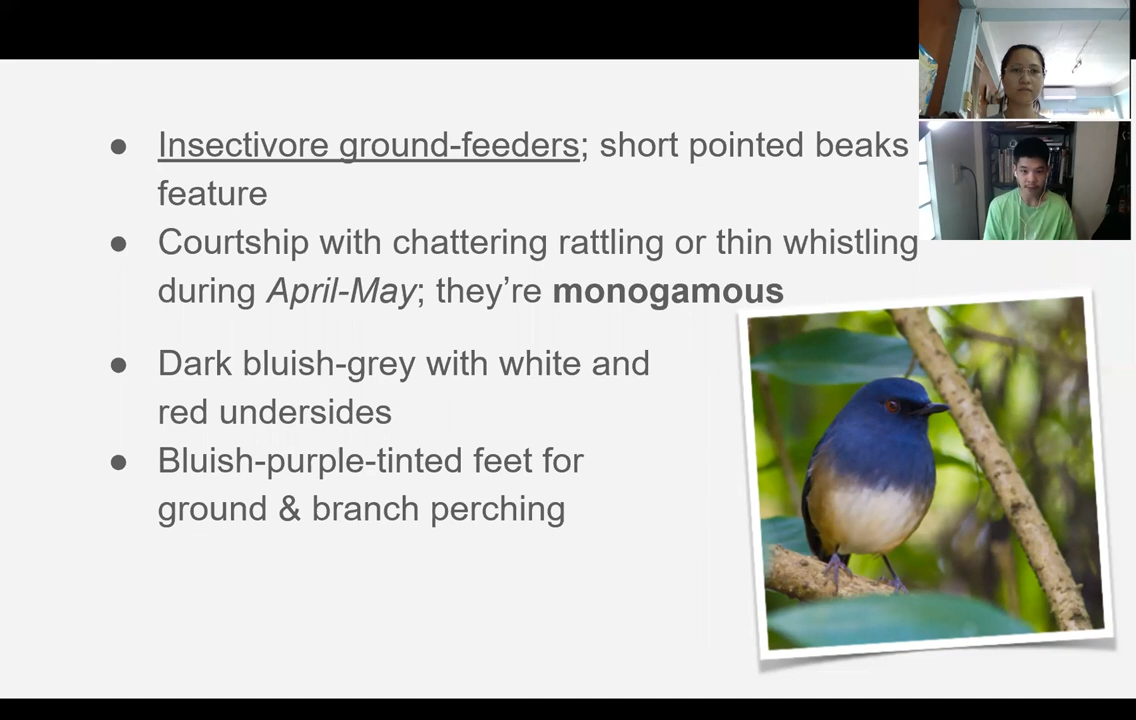 ● Insectivore ground-feeders; short pointed beaks
feature
● Courtship with chattering rattling or thin whistling
during April-May; they’re monogamous
● Dark bluish-grey with white and
red undersides
● Bluish-purple-tinted feet for
ground & branch perching